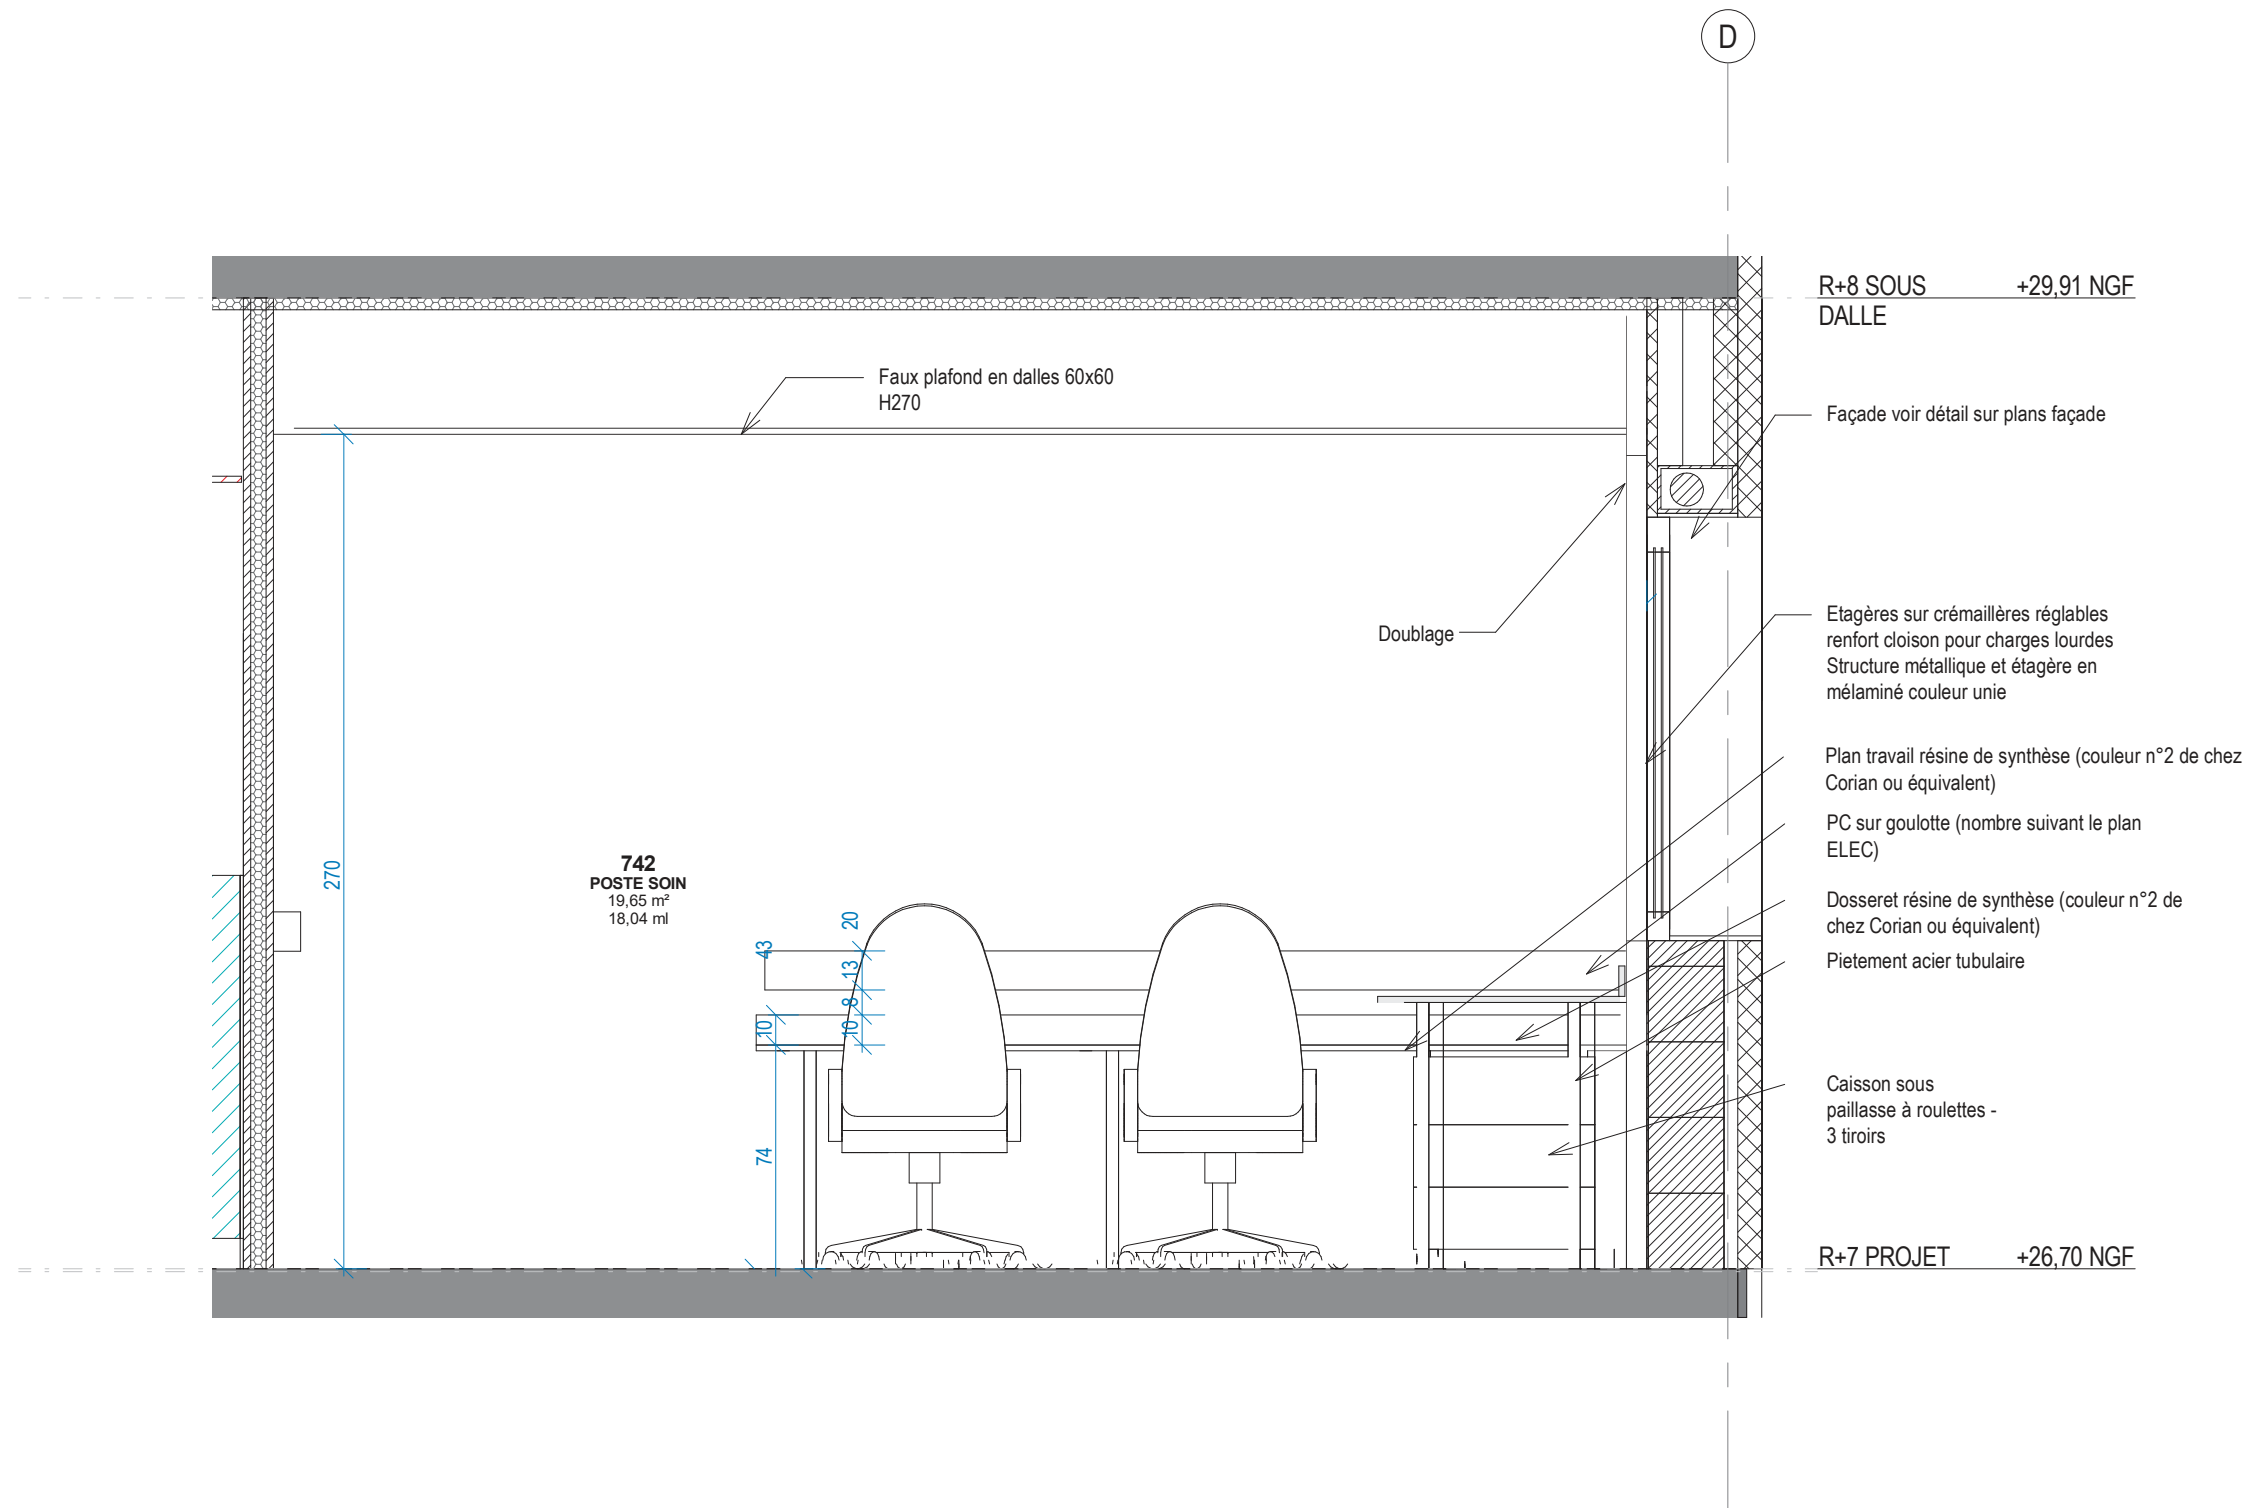 D
R+8 SOUS +29,91 NGF
DALLE
Faux plafond en dalles 60x60
H270
Façade voir détail sur plans façade
Doublage
Etagères sur crémaillères réglables
renfort cloison pour charges lourdes
Structure métallique et étagère en
mélaminé couleur unie
Plan travail résine de synthèse (couleur n°2 de chez
Corian ou équivalent)
PC sur goulotte (nombre suivant le plan
ELEC)
Dosseret résine de synthèse (couleur n°2 de
chez Corian ou équivalent)
Pietement acier tubulaire
Caisson sous
paillasse à roulettes -
3 tiroirs
742
POSTE SOIN
19,65 m²
18,04 ml
270
43
20
13
8
10
10
74
R+7 PROJET +26,70 NGF